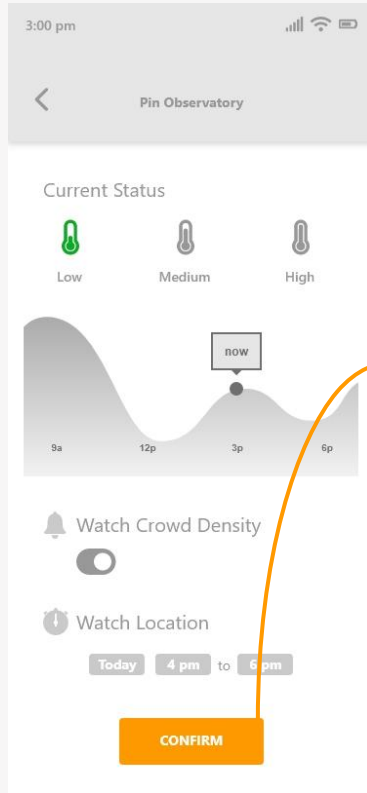 3:00 pm
Pin Observatory
Current Status
Low Medium High
now
9a 12p 3p 6p
Watch Crowd Density
Watch Location
Today 4 pm to 6 pm
CONFIRM